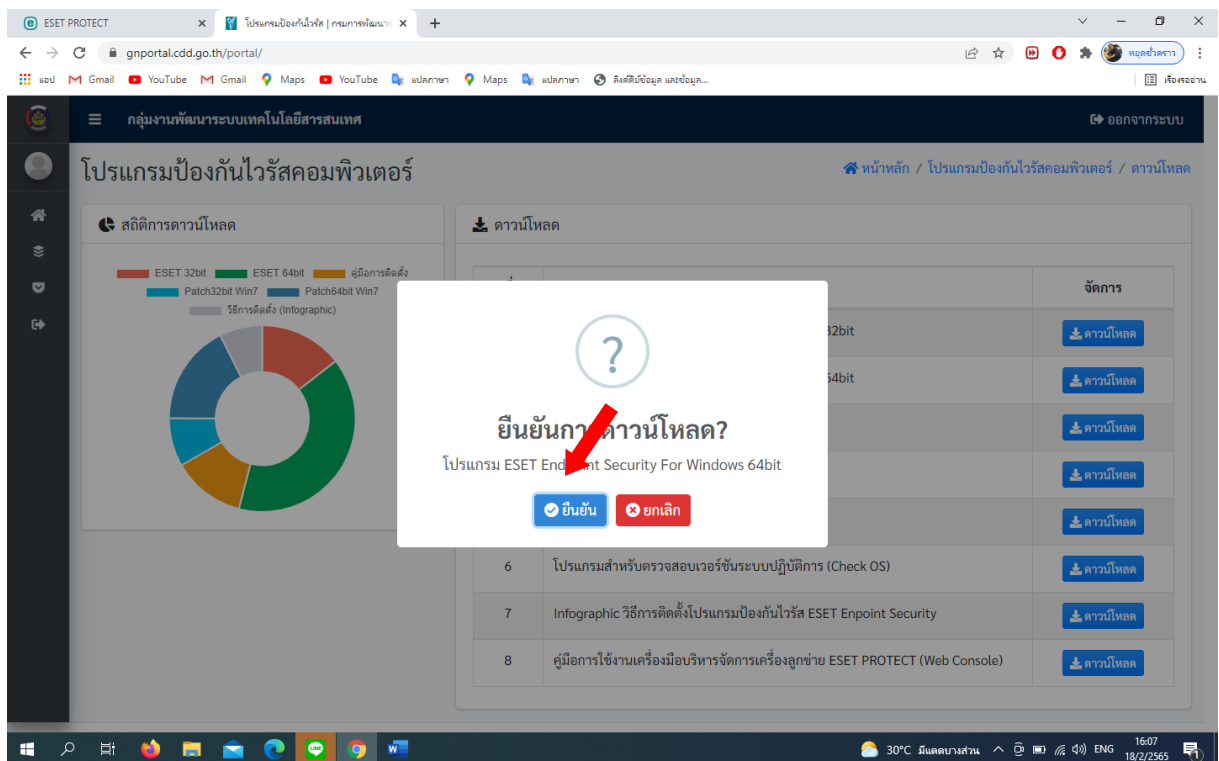 ESET PROTECT
โปรแกรมป้องกันไวรัส | กรมการพัฒนา
gnportal.cdd.go.th/portal/
หยุดชั่วคราว
แอป Gmail YouTube Gmail Maps YouTube แปลภาษา Maps แปลภาษา ลิงค์คีย์ข้อมูล และข้อมูล... เรื่องรออ่าน
กลุ่มงานพัฒนาระบบเทคโนโลยีสารสนเทศ
ออกจากระบบ
โปรแกรมป้องกันไวรัสคอมพิวเตอร์
หน้าหลัก / โปรแกรมป้องกันไวรัสคอมพิวเตอร์ / ดาวน์โหลด
สถิติการดาวน์โหลด
ESET 32bit ESET 64bit คู่มือการติดตั้ง
Patch32bit Win7 Patch64bit Win7
วิธีการติดตั้ง (Infographic)
ดาวน์โหลด
จัดการ
32bit ดาวน์โหลด
64bit ดาวน์โหลด
ดาวน์โหลด
ดาวน์โหลด
ดาวน์โหลด
6 โปรแกรมสำหรับตรวจสอบเวอร์ชันระบบปฏิบัติการ (Check OS) ดาวน์โหลด
7 Infographic วิธีการติดตั้งโปรแกรมป้องกันไวรัส ESET Enpoint Security ดาวน์โหลด
8 คู่มือการใช้งานเครื่องมือบริหารจัดการเครื่องลูกข่าย ESET PROTECT (Web Console) ดาวน์โหลด
?
ยืนยันการดาวน์โหลด?
โปรแกรม ESET Endpoint Security For Windows 64bit
ยืนยัน ยกเลิก
30°C มีแดดบางส่วน ENG 16:07
18/2/2565